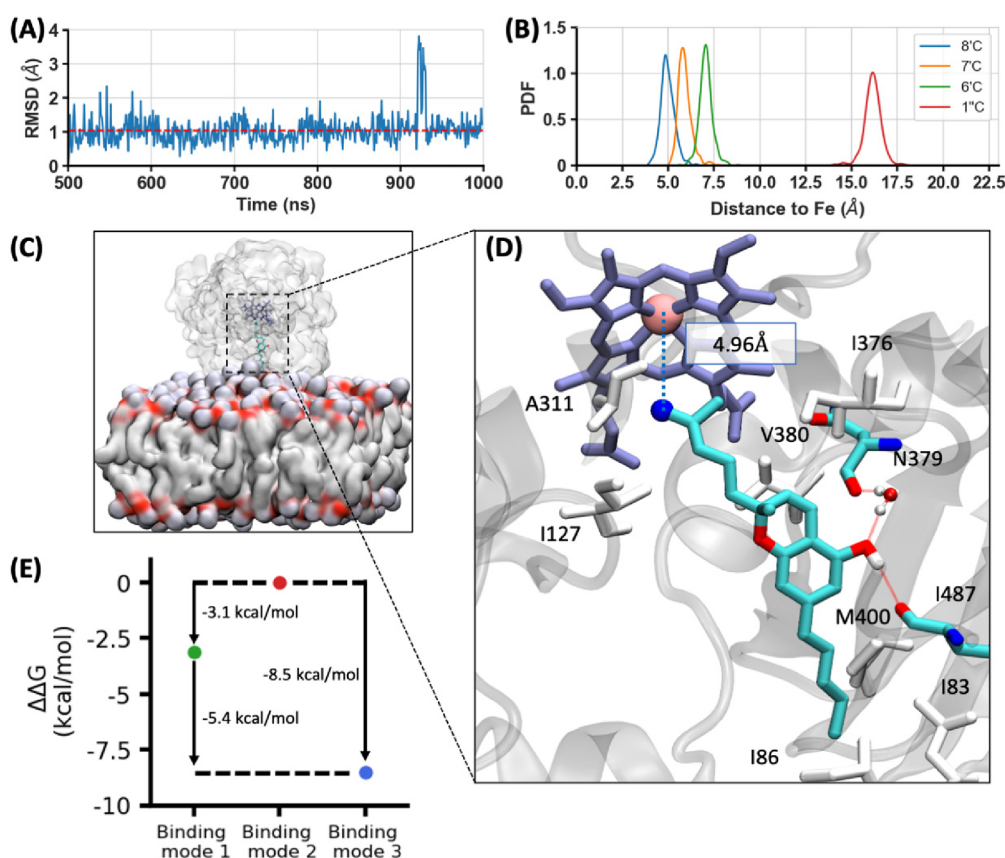 (A)
RMSD (Å)
4
3
2
1
0
500
600
700
800
900
1000
Time (ns)
(B)
PDF
1.5
1.0
0.5
0.0
8'C
7'C
6'C
1''C
0.0
2.5
5.0
7.5
10.0
12.5
15.0
17.5
20.0
22.5
Distance to Fe (Å)
(C)
(D)
4.96Å
I376
A311
V380
N379
I127
M400
I487
I83
I86
(E)
ΔΔG
(kcal/mol)
0
-2.5
-5
-7.5
-10
-3.1 kcal/mol
-8.5 kcal/mol
-5.4 kcal/mol
Binding
mode 1
Binding
mode 2
Binding
mode 3